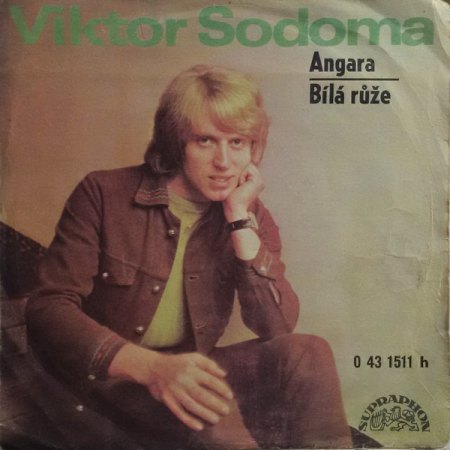 Viktor Sodoma
Angara
Bílá růže
0 43 1511 h
SUPRAPHON